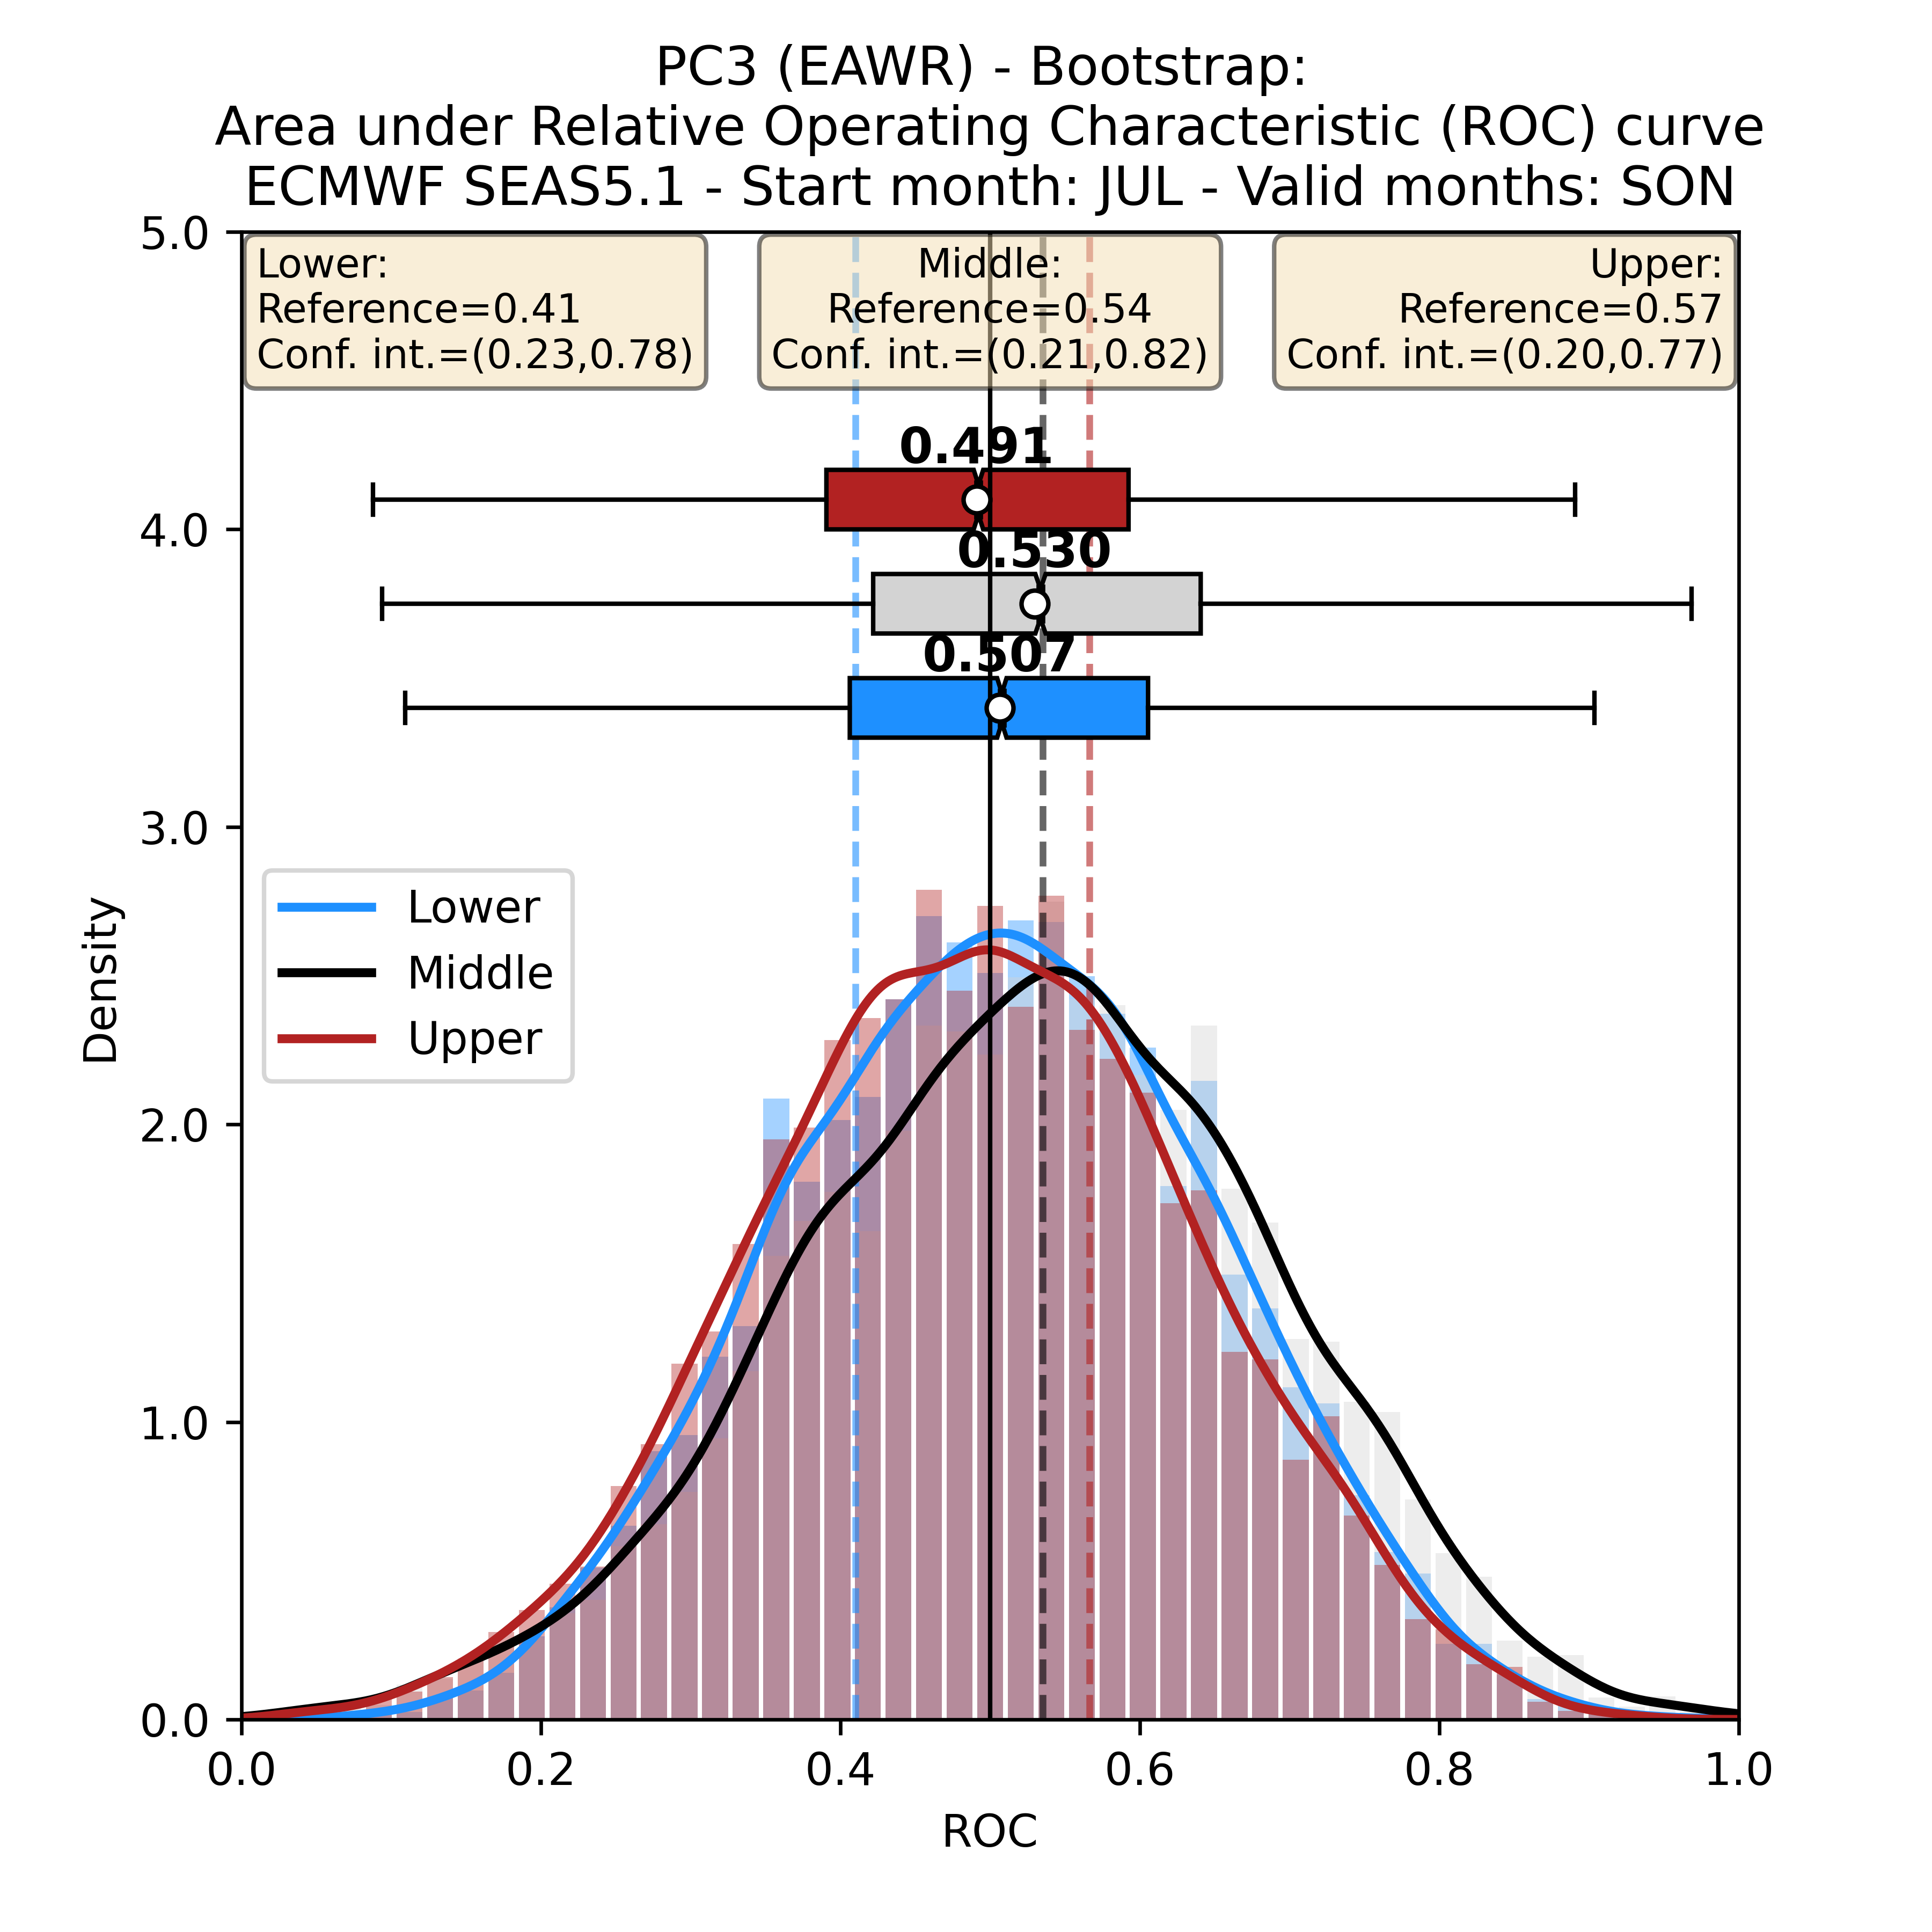 PC3 (EAWR) - Bootstrap:
Area under Relative Operating Characteristic (ROC) curve
ECMWF SEAS5.1 - Start month: JUL - Valid months: SON
Lower:
Reference=0.41
Conf. int.=(0.23,0.78)
Middle:
Reference=0.54
Conf. int.=(0.21,0.82)
Upper:
Reference=0.57
Conf. int.=(0.20,0.77)
0.491
0.530
0.507
Lower
Middle
Upper
Density
5.0
4.0
3.0
2.0
1.0
0.0
0.0 0.2 0.4 0.6 0.8 1.0
ROC